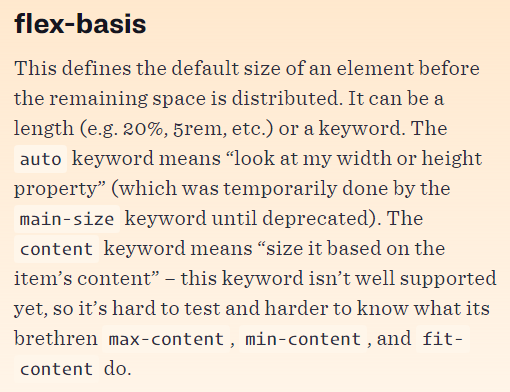 flex-basis
This defines the default size of an element before
the remaining space is distributed. It can be a
length (e.g. 20%, 5rem, etc.) or a keyword. The
auto keyword means “look at my width or height
property” (which was temporarily done by the
main-size keyword until deprecated). The
content keyword means “size it based on the
item’s content” – this keyword isn’t well supported
yet, so it’s hard to test and harder to know what its
brethren max-content, min-content, and fit-
content do.